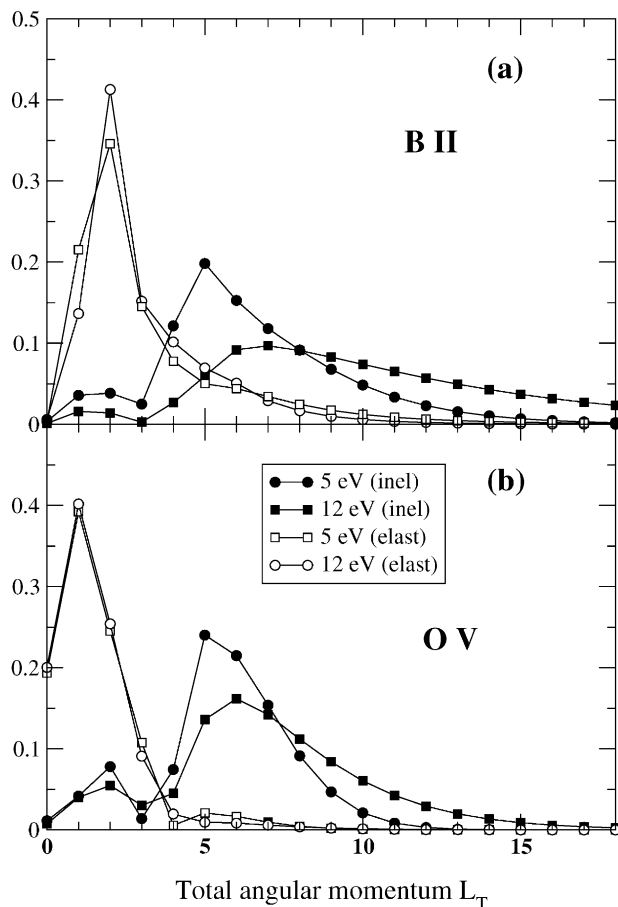 (a)
B II
0.5
0.4
0.3
0.2
0.1
0
(b)
5 eV (inel)
12 eV (inel)
5 eV (elast)
12 eV (elast)
O V
0.4
0.3
0.2
0.1
0
0 5 10 15
Total angular momentum L_T